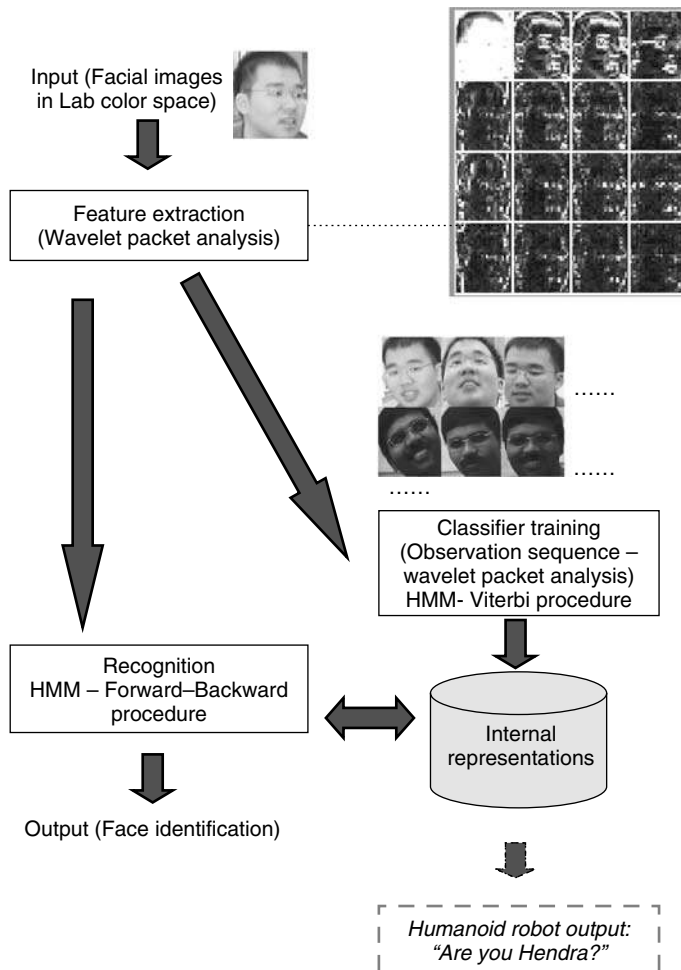 Input (Facial images
in Lab color space)
Feature extraction
(Wavelet packet analysis)
......
......
......
Classifier training
(Observation sequence –
wavelet packet analysis)
HMM- Viterbi procedure
Recognition
HMM – Forward–Backward
procedure
Internal
representations
Output (Face identification)
Humanoid robot output:
“Are you Hendra?”